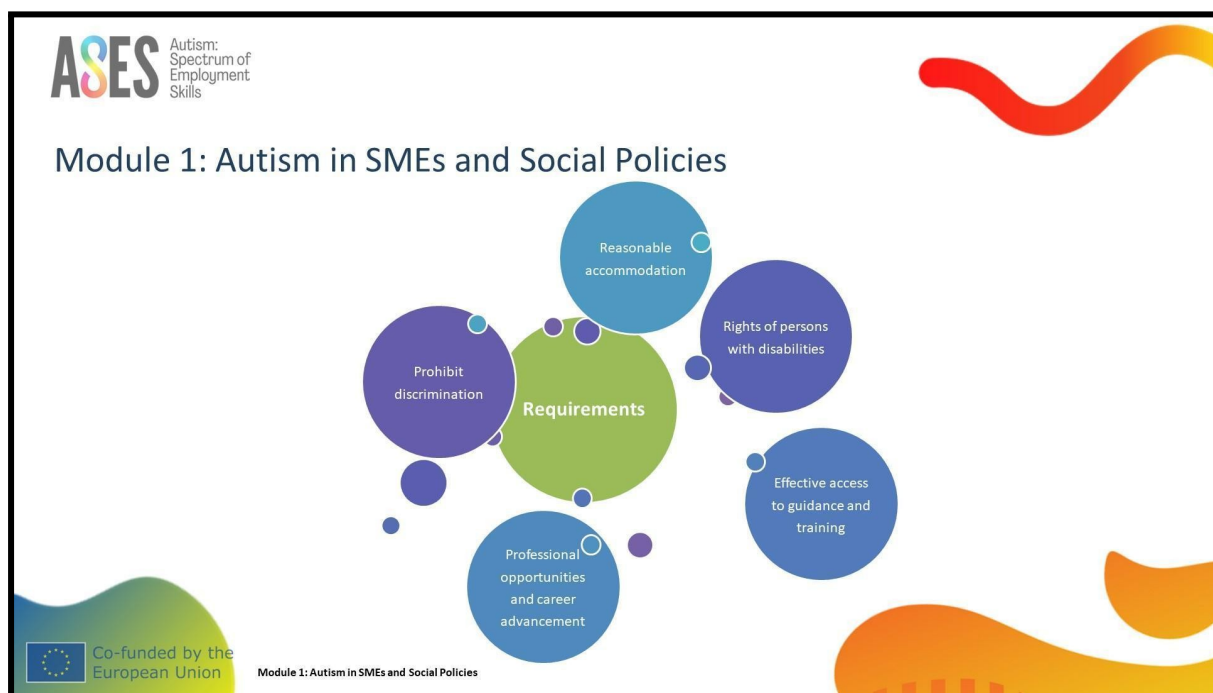 ASES
Autism:
Spectrum of
Employment
Skills
Module 1: Autism in SMEs and Social Policies
Reasonable
accommodation
Rights of persons
with disabilities
Prohibit
discrimination
Requirements
Effective access
to guidance and
training
Professional
opportunities
and career
advancement
Co-funded by the
European Union
Module 1: Autism in SMEs and Social Policies